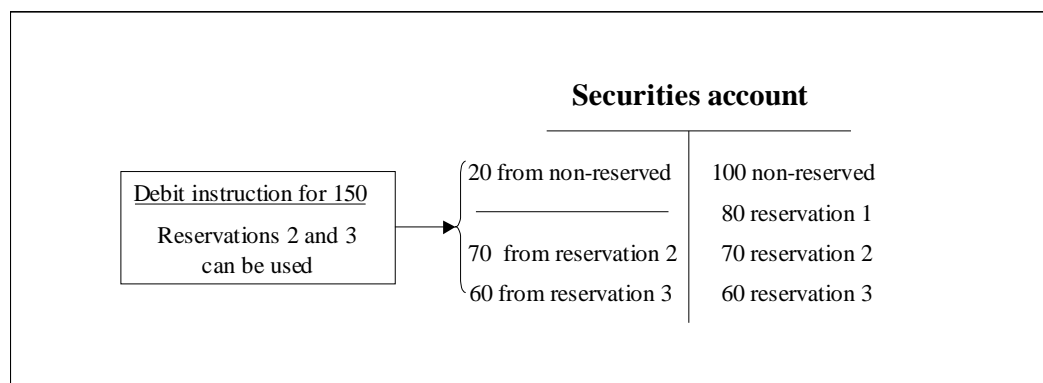 Securities account
Debit instruction for 150
Reservations 2 and 3
can be used
20 from non-reserved
70 from reservation 2
60 from reservation 3
100 non-reserved
80 reservation 1
70 reservation 2
60 reservation 3